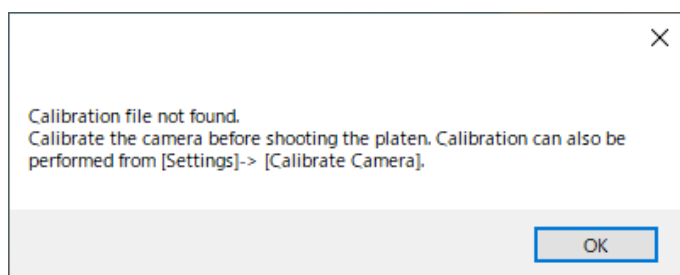 Calibration file not found.
Calibrate the camera before shooting the platen. Calibration can also be
performed from [Settings]-> [Calibrate Camera].
OK